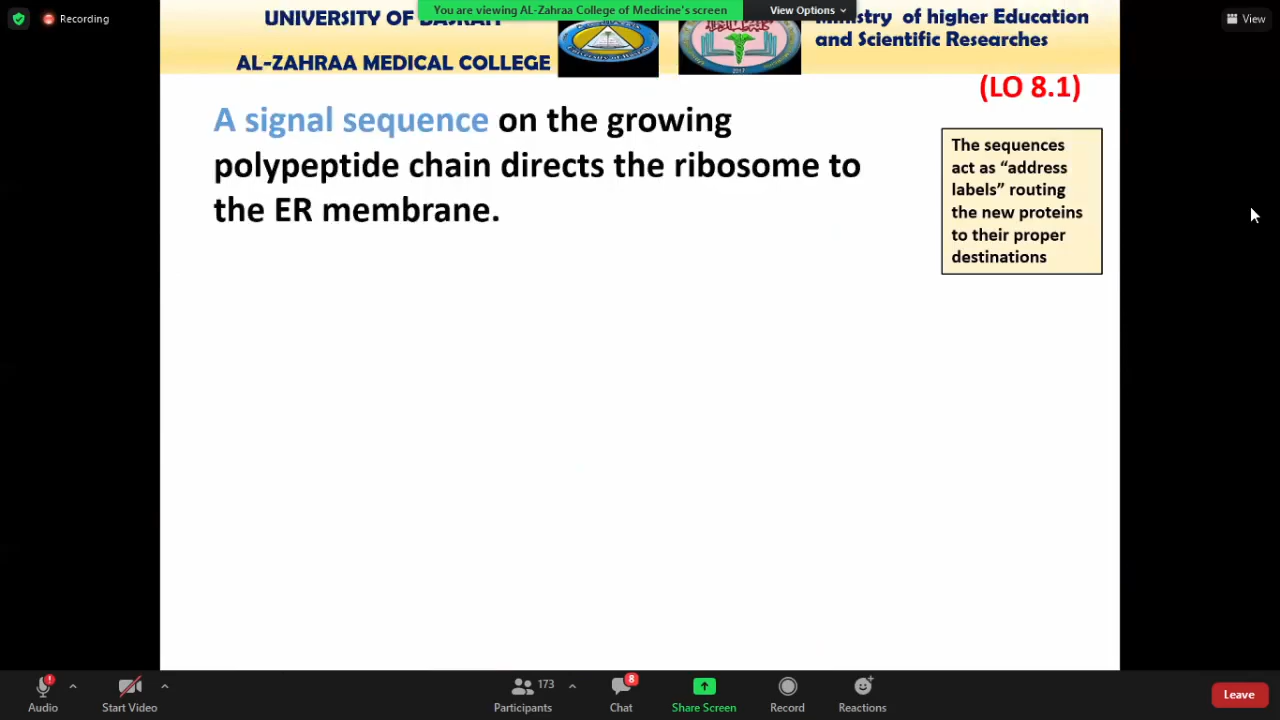 Recording
You are viewing AL-Zahraa College of Medicine's screen
View Options
View
UNIVERSITY OF BASRAH
AL-ZAHRAA MEDICAL COLLEGE
Ministry of higher Education
and Scientific Researches
2017
(LO 8.1)
A signal sequence on the growing
polypeptide chain directs the ribosome to
the ER membrane.
The sequences
act as “address
labels” routing
the new proteins
to their proper
destinations
Audio
Start Video
173
Participants
8
Chat
Share Screen
Record
Reactions
Leave